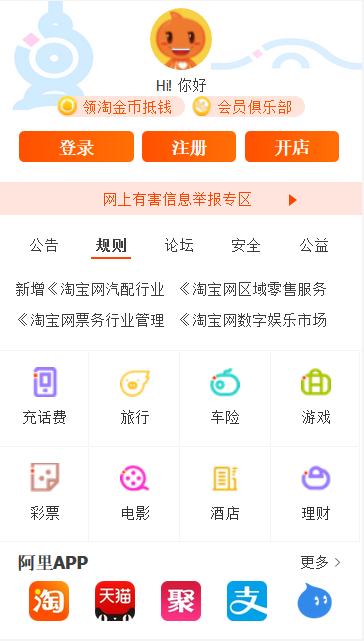 Hi! 你好
领淘金币抵钱 会员俱乐部
登录 注册 开店
网上有害信息举报专区
公告 规则 论坛 安全 公益
新增《淘宝网汽配行业 《淘宝网区域零售服务
《淘宝网票务行业管理 《淘宝网数字娱乐市场
充话费 旅行 车险 游戏
彩票 电影 酒店 理财
阿里APP 更多
淘 天猫 聚 支